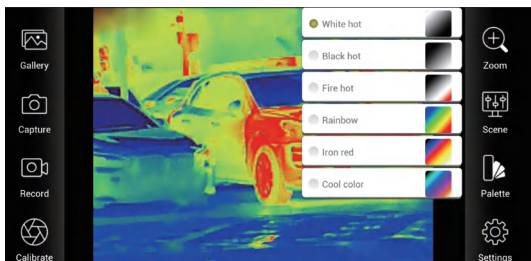 Gallery
Capture
Record
Calibrate
White hot
Black hot
Fire hot
Rainbow
Iron red
Cool color
Zoom
Scene
Palette
Settings